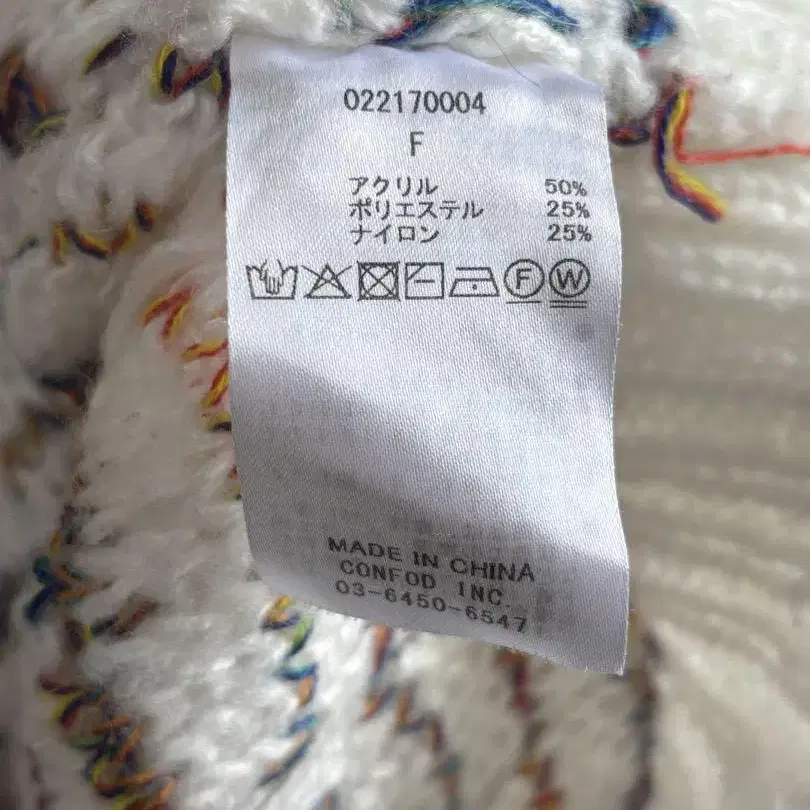 022170004
F
アクリル 50%
ポリエステル 25%
ナイロン 25%
F W
MADE IN CHINA
CONFOD INC.
03-6450-6547